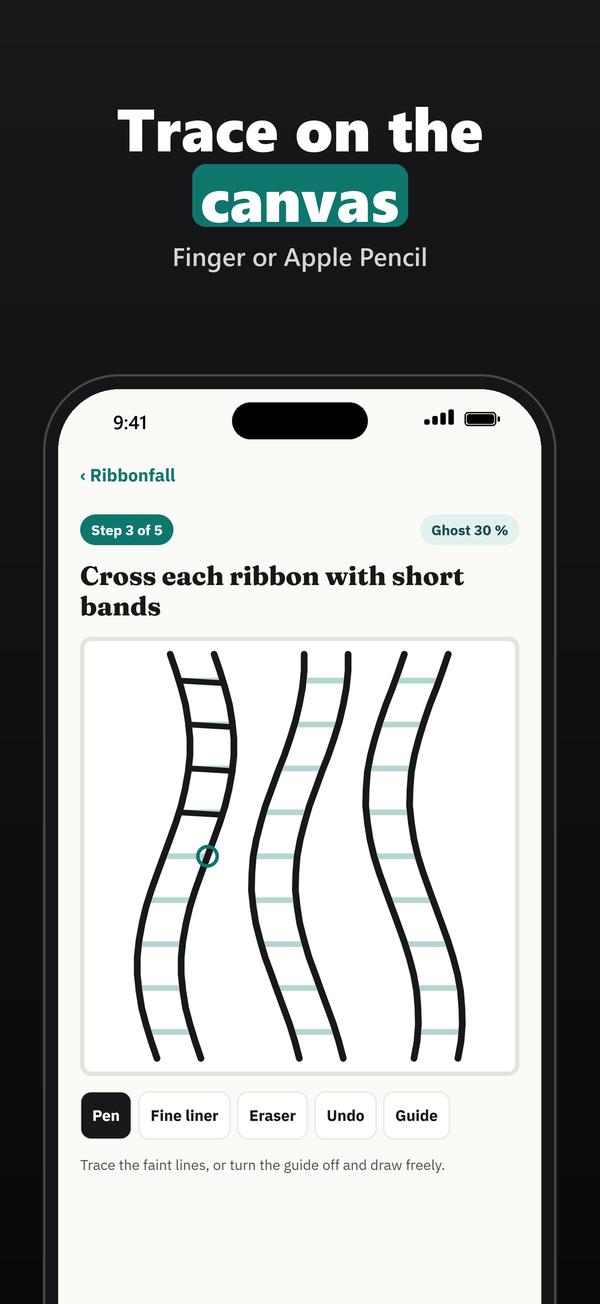 Trace on the
canvas
Finger or Apple Pencil
9:41
‹ Ribbonfall
Step 3 of 5
Ghost 30 %
Cross each ribbon with short
bands
Pen
Fine liner
Eraser
Undo
Guide
Trace the faint lines, or turn the guide off and draw freely.